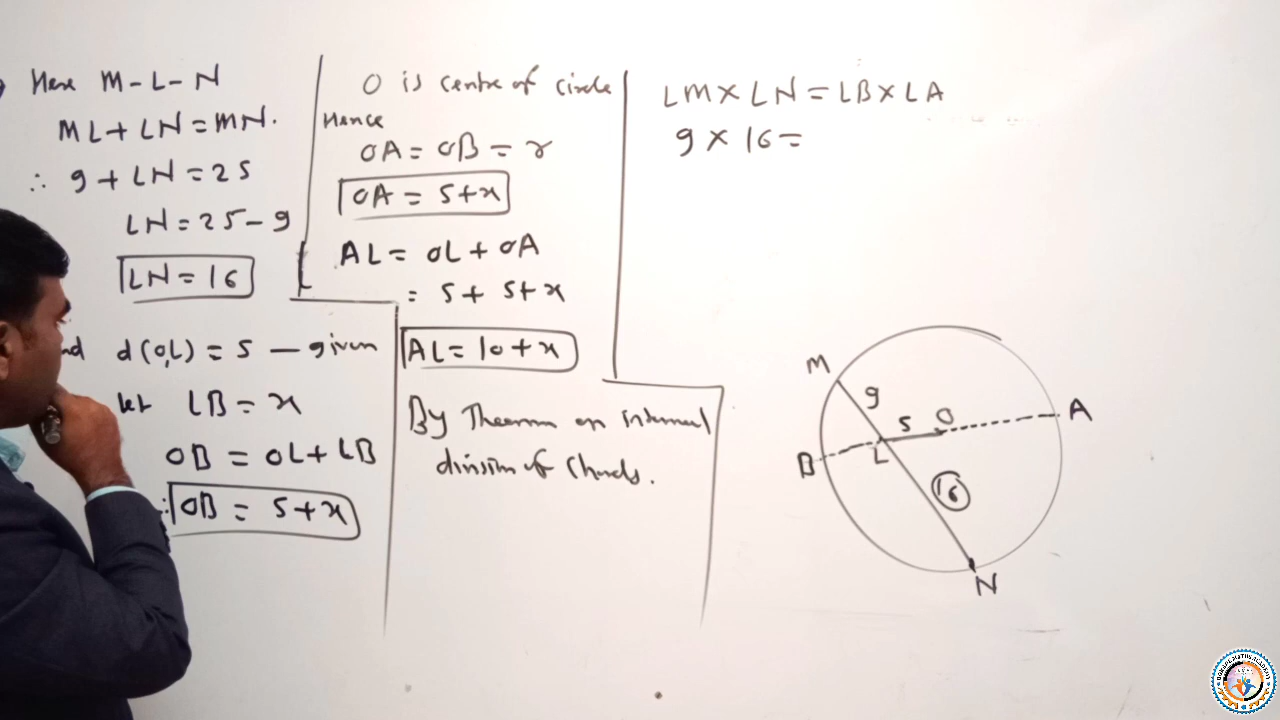 Here M-L-N
ML+LN=MN.
∴ 9+LN=25
LN=25-9
LN=16
d(O,L)=5 - given
let LB=x
OB=OL+LB
∴ OB=5+x
O is centre of circle
Hence
OA=OB=r
OA=5+x
AL=OL+OA
=5+5+x
AL=10+x
By Theorem on internal
division of Chords.
LM×LN=LB×LA
9×16=
M
9
5
O
A
B
L
16
N